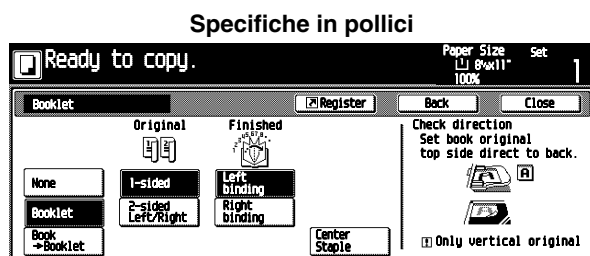 Specifiche in pollici
Ready to copy.
Paper Size
Set
8½x11"
100%
1
Booklet
Register
Back
Close
Original
Finished
Check direction
Set book original
top side direct to back.
None
1-sided
Left
binding
Booklet
2-sided
Left/Right
Right
binding
Book
→Booklet
Center
Staple
A
Only vertical original